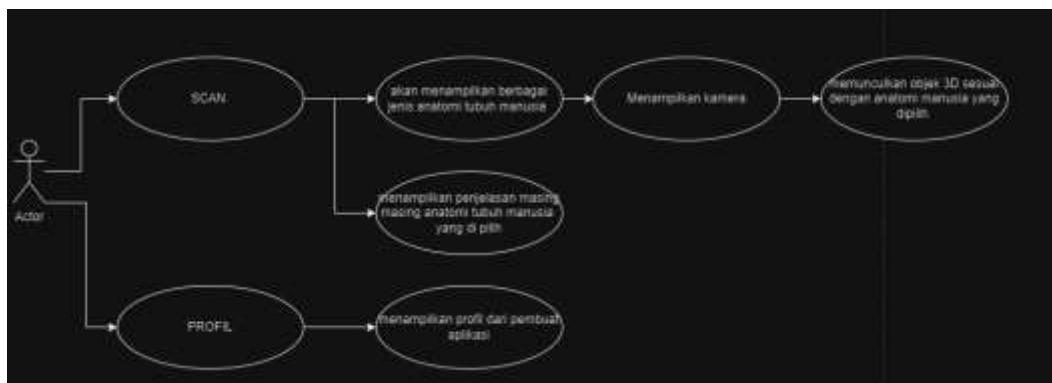 SCAN
akan menampilkan berbagai
jenis anatomi tubuh manusia
Menampilkan kamera
memunculkan objek 3D sesuai
dengan anatomi manusia yang
dipilih
Actor
menampilkan penjelasan masing
masing anatomi tubuh manusia
yang di pilih
PROFIL
menampilkan profil dari pembuat
aplikasi